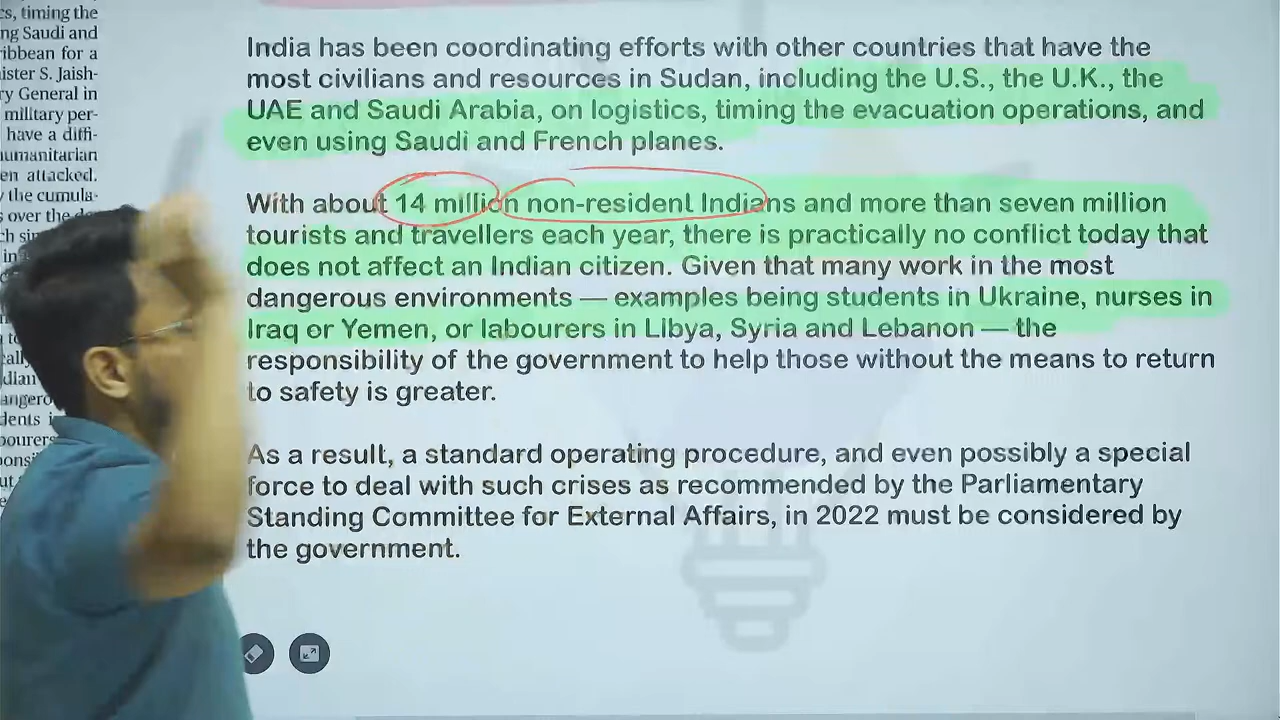 cs, timing the
ng Saudi and
ribbean for a
ister S. Jaish-
ry General in
military per-
have a diffi-
humanitarian
en attacked.
y the cumula-
s over the
India has been coordinating efforts with other countries that have the
most civilians and resources in Sudan, including the U.S., the U.K., the
UAE and Saudi Arabia, on logistics, timing the evacuation operations, and
even using Saudi and French planes.
With about 14 million non-resident Indians and more than seven million
tourists and travellers each year, there is practically no conflict today that
does not affect an Indian citizen. Given that many work in the most
dangerous environments — examples being students in Ukraine, nurses in
Iraq or Yemen, or labourers in Libya, Syria and Lebanon — the
responsibility of the government to help those without the means to return
to safety is greater.
As a result, a standard operating procedure, and even possibly a special
force to deal with such crises as recommended by the Parliamentary
Standing Committee for External Affairs, in 2022 must be considered by
the government.